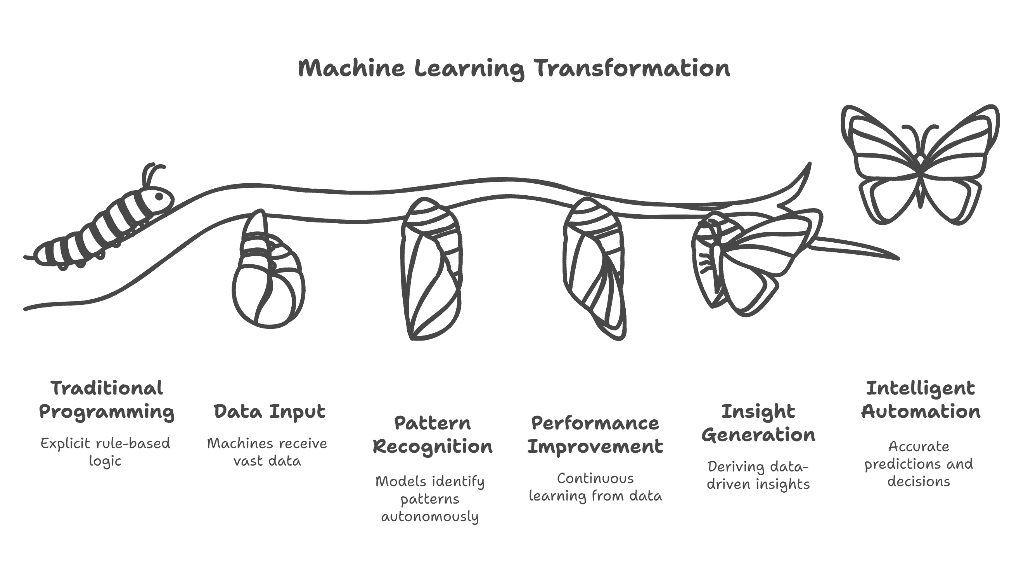 Machine Learning Transformation
Traditional
Programming
Explicit rule-based
logic
Data Input
Machines receive
vast data
Pattern
Recognition
Models identify
patterns
autonomously
Performance
Improvement
Continuous
learning from data
Insight
Generation
Deriving data-
driven insights
Intelligent
Automation
Accurate
predictions and
decisions